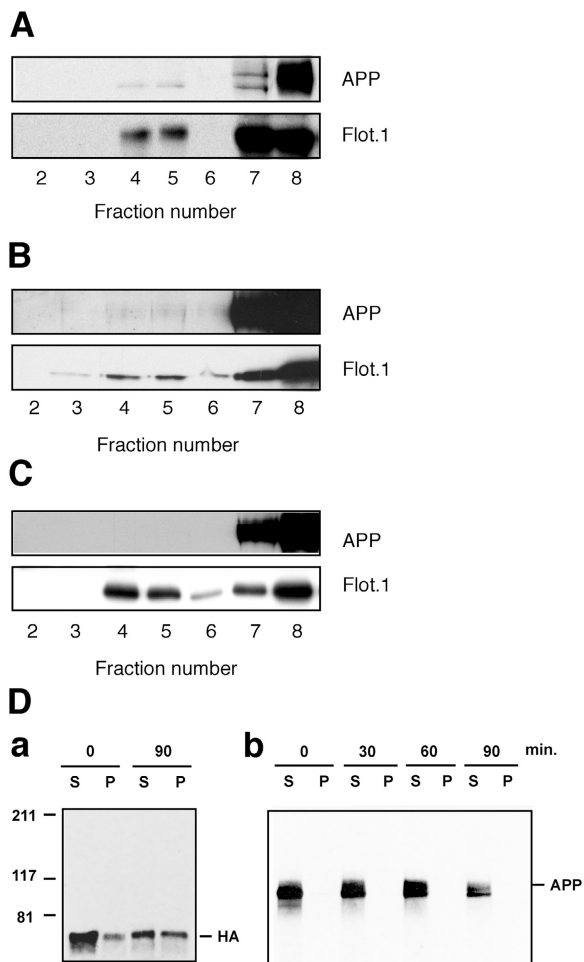 A
APP
Flot.1
2 3 4 5 6 7 8
Fraction number
B
APP
Flot.1
2 3 4 5 6 7 8
Fraction number
C
APP
Flot.1
2 3 4 5 6 7 8
Fraction number
D
a
0 90
S P S P
211
117
81
HA
b
0 30 60 90 min.
S P S P S P S P
APP